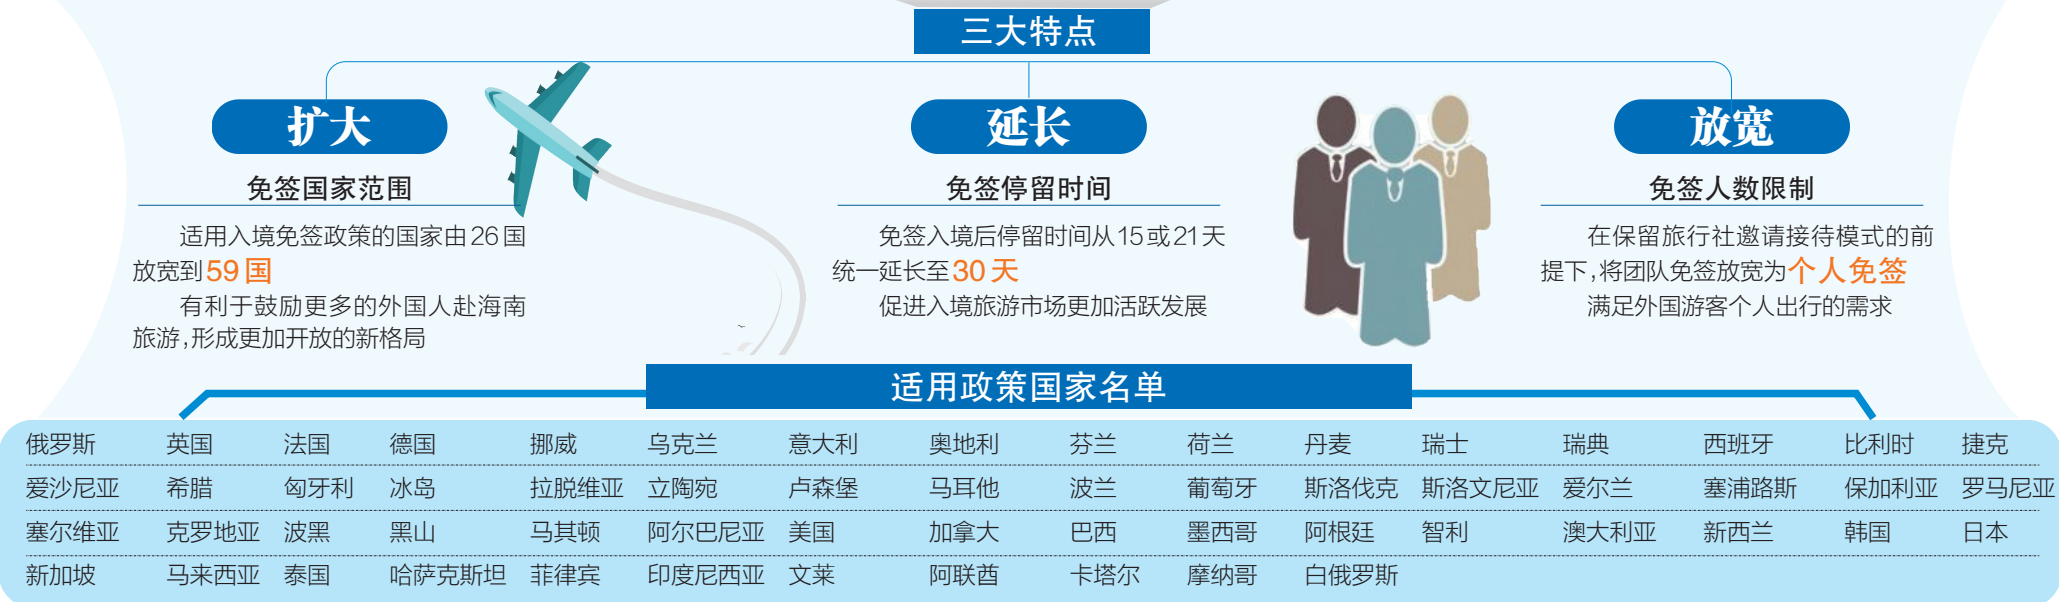 三大特点
扩大
免签国家范围
适用入境免签政策的国家由26国
放宽到59国
有利于鼓励更多的外国人赴海南
旅游,形成更加开放的新格局
延长
免签停留时间
免签入境后停留时间从15或21天
统一延长至30天
促进入境旅游市场更加活跃发展
放宽
免签人数限制
在保留旅行社邀请接待模式的前
提下,将团队免签放宽为个人免签
满足外国游客个人出行的需求
适用政策国家名单
俄罗斯 英国 法国 德国 挪威 乌克兰 意大利 奥地利 芬兰 荷兰 丹麦 瑞士 瑞典 西班牙 比利时 捷克
爱沙尼亚 希腊 匈牙利 冰岛 拉脱维亚 立陶宛 卢森堡 马耳他 波兰 葡萄牙 斯洛伐克 斯洛文尼亚 爱尔兰 塞浦路斯 保加利亚 罗马尼亚
塞尔维亚 克罗地亚 波黑 黑山 马其顿 阿尔巴尼亚 美国 加拿大 巴西 墨西哥 阿根廷 智利 澳大利亚 新西兰 韩国 日本
新加坡 马来西亚 泰国 哈萨克斯坦 菲律宾 印度尼西亚 文莱 阿联酋 卡塔尔 摩纳哥 白俄罗斯